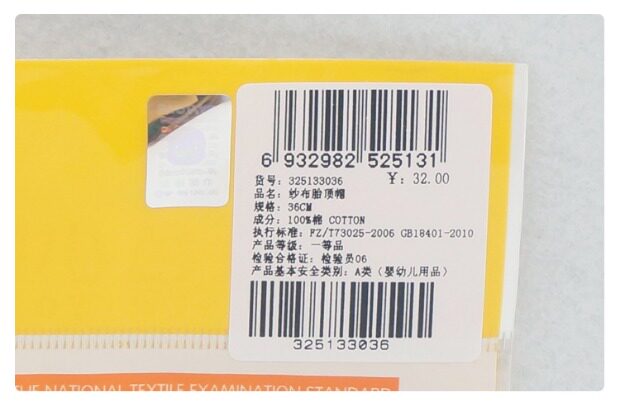 6 932982 525131
货号: 325133036 ¥: 32.00
品名: 纱布胎顶帽
规格: 36CM
成分: 100%棉 COTTON
执行标准: FZ/T73025-2006 GB18401-2010
产品等级: 一等品
检验合格证: 检验员06
产品基本安全类别: A类 (婴幼儿用品)
325133036
THE NATIONAL TEXTILE EXAMINATION STANDARD